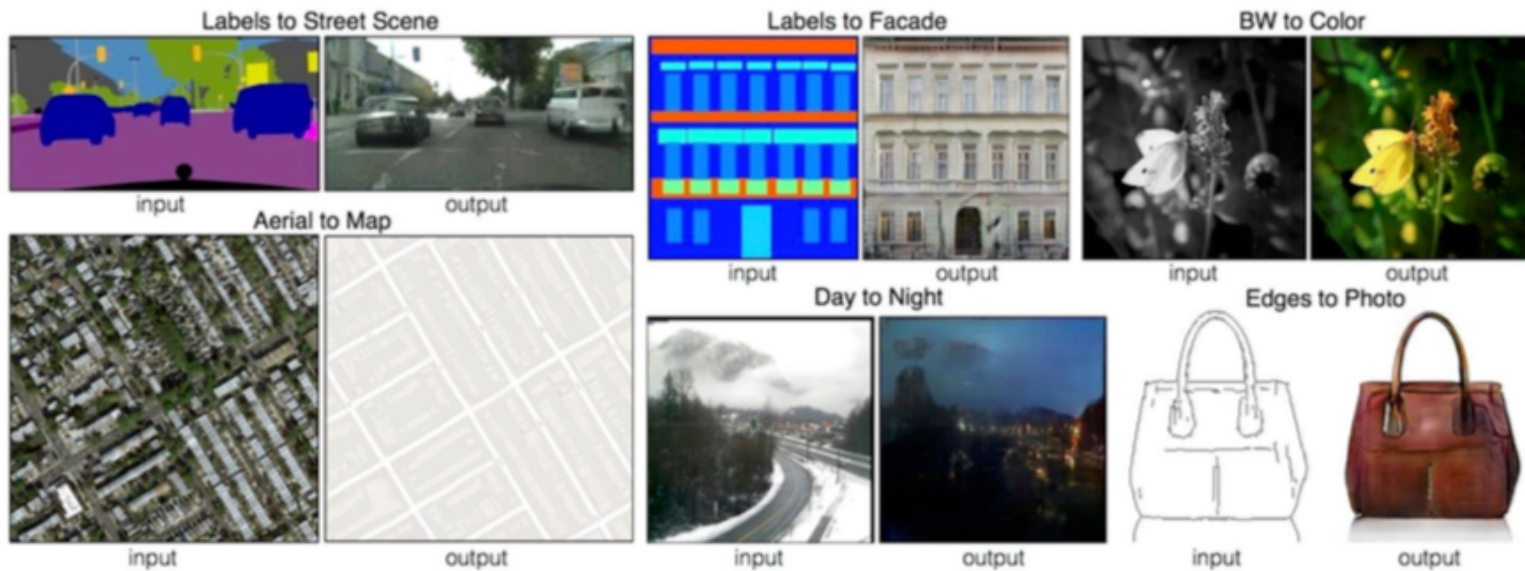 Labels to Street Scene
input
output
Aerial to Map
input
output
Labels to Facade
input
output
BW to Color
input
output
Day to Night
input
output
Edges to Photo
input
output